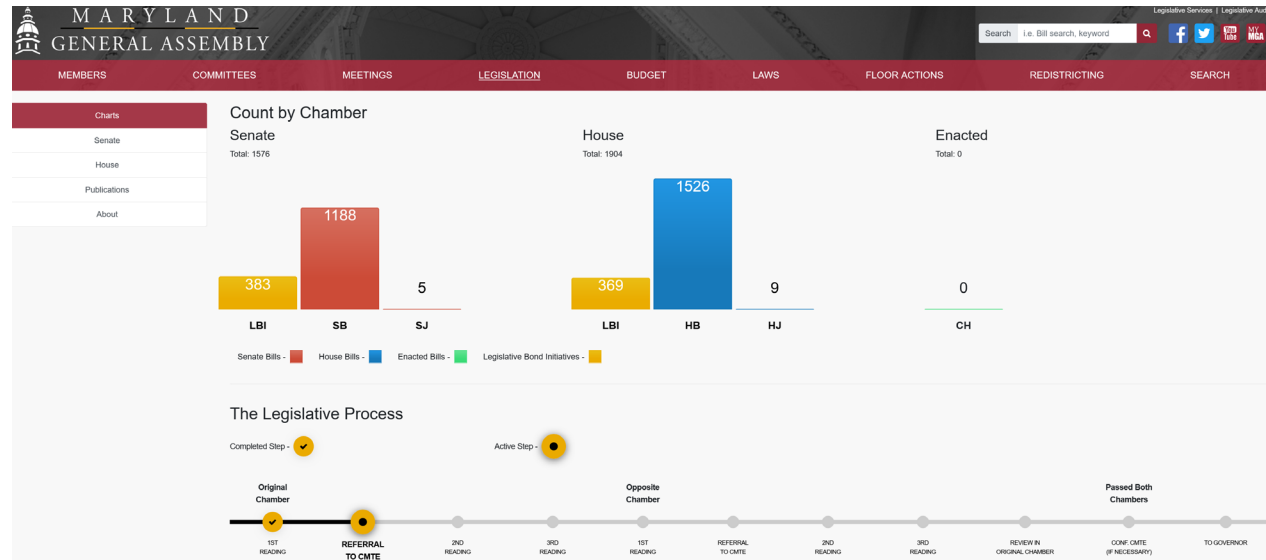 Legislative Services | Legislative Aud
MARYLAND
GENERAL ASSEMBLY
Search i.e. Bill search, keyword
You Tube
MY MGA
MEMBERS COMMITTEES MEETINGS LEGISLATION BUDGET LAWS FLOOR ACTIONS REDISTRICTING SEARCH
Charts
Senate
House
Publications
About
Count by Chamber
Senate
Total: 1576
383
1188
5
LBI SB SJ
House
Total: 1904
369
1526
9
LBI HB HJ
Enacted
Total: 0
0
CH
Senate Bills - House Bills - Enacted Bills - Legislative Bond Initiatives -
The Legislative Process
Completed Step - Active Step -
Original
Chamber
Opposite
Chamber
Passed Both
Chambers
1ST
READING
REFERRAL
TO CMTE
2ND
READING
3RD
READING
1ST
READING
REFERRAL
TO CMTE
2ND
READING
3RD
READING
REVIEW IN
ORIGINAL CHAMBER
CONF. CMTE
(IF NECESSARY)
TO GOVERNOR